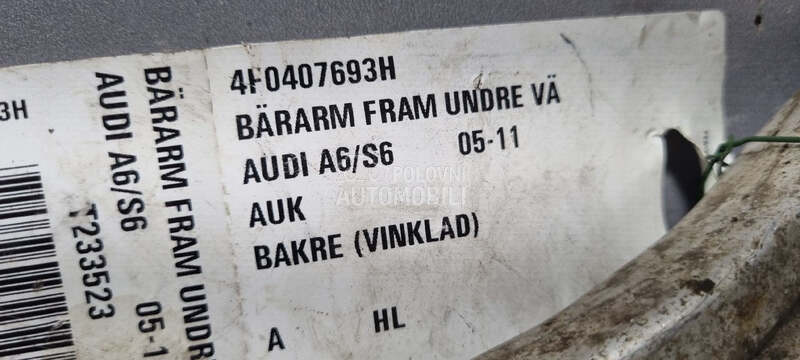 4F0407693H
BÄRARM FRAM UNDRE VÄ
AUDI A6/S6 05-11
AUK
BAKRE (VINKLAD)
A HL
3H
BÄRARM FRAM UNDR
AUDI A6/S6 05-1
T233523
POLOVNI
AUTOMOBILI